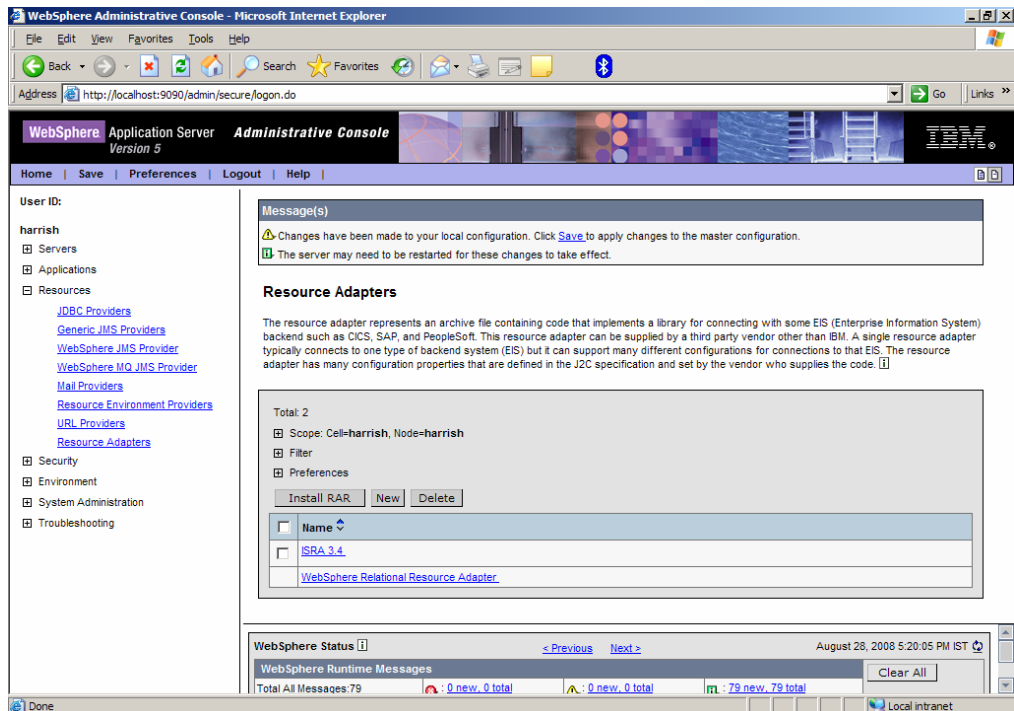 WebSphere Administrative Console - Microsoft Internet Explorer
File Edit View Favorites Tools Help
Back Search Favorites
Address http://localhost:9090/admin/secure/logon.do Go Links »
WebSphere Application Server Administrative Console
Version 5
IBM®
Home | Save | Preferences | Logout | Help |
User ID:
harrish
Servers
Applications
Resources
JDBC Providers
Generic JMS Providers
WebSphere JMS Provider
WebSphere MQ JMS Provider
Mail Providers
Resource Environment Providers
URL Providers
Resource Adapters
Security
Environment
System Administration
Troubleshooting
Message(s)
Changes have been made to your local configuration. Click Save to apply changes to the master configuration.
The server may need to be restarted for these changes to take effect.
Resource Adapters
The resource adapter represents an archive file containing code that implements a library for connecting with some EIS (Enterprise Information System)
backend such as CICS, SAP, and PeopleSoft. This resource adapter can be supplied by a third party vendor other than IBM. A single resource adapter
typically connects to one type of backend system (EIS) but it can support many different configurations for connections to that EIS. The resource
adapter has many configuration properties that are defined in the J2C specification and set by the vendor who supplies the code. i
Total: 2
Scope: Cell=harrish, Node=harrish
Filter
Preferences
Install RAR New Delete
Name
ISRA 3.4
WebSphere Relational Resource Adapter
WebSphere Status i < Previous Next > August 28, 2008 5:20:05 PM IST
WebSphere Runtime Messages Clear All
Total All Messages:79 : 0 new, 0 total : 0 new, 0 total : 79 new, 79 total
Done Local intranet